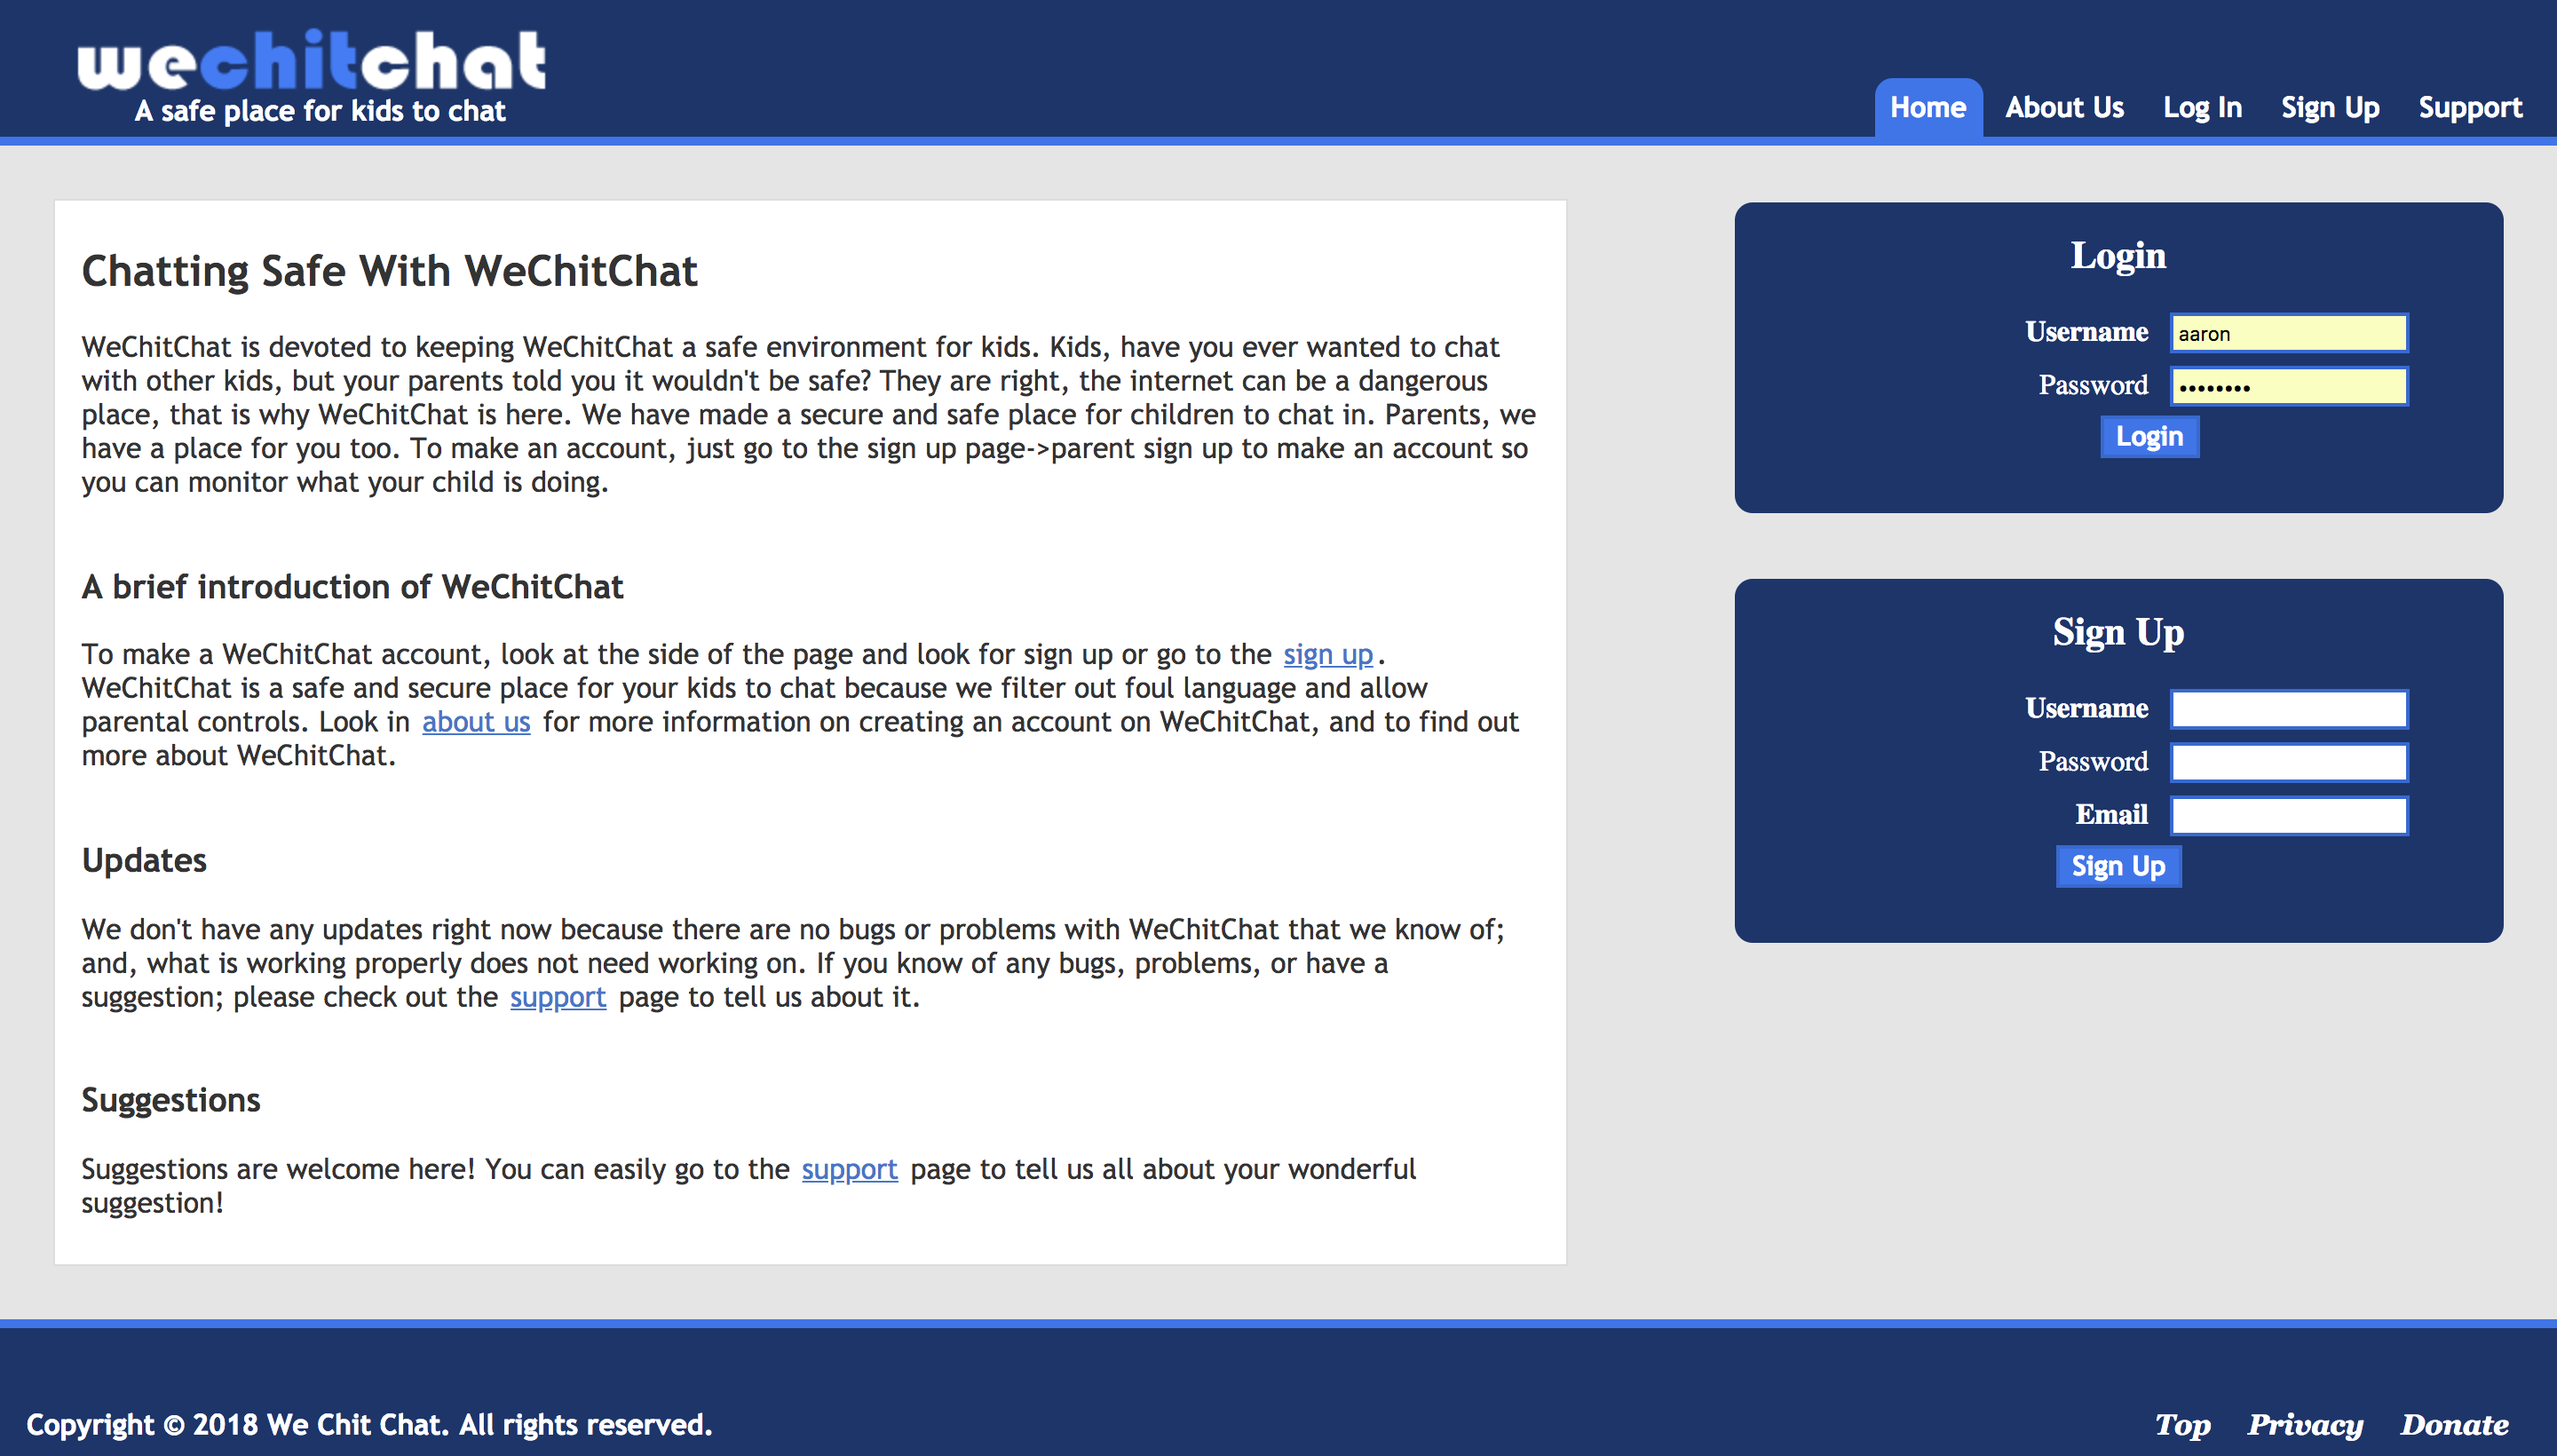 wechitchat
A safe place for kids to chat
Home About Us Log In Sign Up Support
Chatting Safe With WeChitChat
WeChitChat is devoted to keeping WeChitChat a safe environment for kids. Kids, have you ever wanted to chat
with other kids, but your parents told you it wouldn't be safe? They are right, the internet can be a dangerous
place, that is why WeChitChat is here. We have made a secure and safe place for children to chat in. Parents, we
have a place for you too. To make an account, just go to the sign up page->parent sign up to make an account so
you can monitor what your child is doing.
A brief introduction of WeChitChat
To make a WeChitChat account, look at the side of the page and look for sign up or go to the sign up.
WeChitChat is a safe and secure place for your kids to chat because we filter out foul language and allow
parental controls. Look in about us for more information on creating an account on WeChitChat, and to find out
more about WeChitChat.
Updates
We don't have any updates right now because there are no bugs or problems with WeChitChat that we know of;
and, what is working properly does not need working on. If you know of any bugs, problems, or have a
suggestion; please check out the support page to tell us about it.
Suggestions
Suggestions are welcome here! You can easily go to the support page to tell us all about your wonderful
suggestion!
Login
Username aaron
Password ••••••••
Login
Sign Up
Username
Password
Email
Sign Up
Copyright © 2018 We Chit Chat. All rights reserved.
Top Privacy Donate